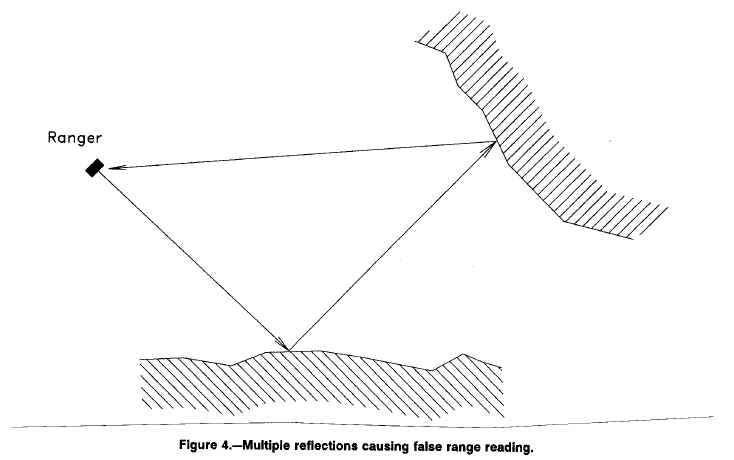 Ranger
Figure 4.—Multiple reflections causing false range reading.